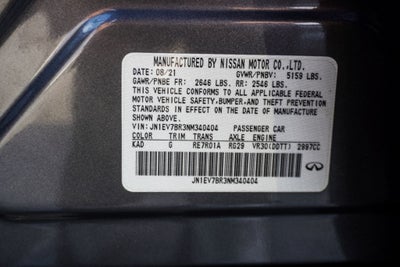 MANUFACTURED BY NISSAN MOTOR CO.,LTD.
DATE: 08/21 GVWR/PNBV: 5159 LBS.
GAWR/PNBE FR: 2646 LBS. RR: 2546 LBS.
THIS VEHICLE CONFORMS TO ALL APPLICABLE FEDERAL
MOTOR VEHICLE SAFETY, BUMPER, AND THEFT PREVENTION
STANDARDS IN EFFECT ON THE DATE OF MANUFACTURE
SHOWN ABOVE.
VIN: JN1EV7BR3NM340404 PASSENGER CAR
COLOR TRIM TRANS AXLE ENGINE
KAD G RE7R01A RG29 VR30(DDTT) 2997CC
JN1EV7BR3NM340404